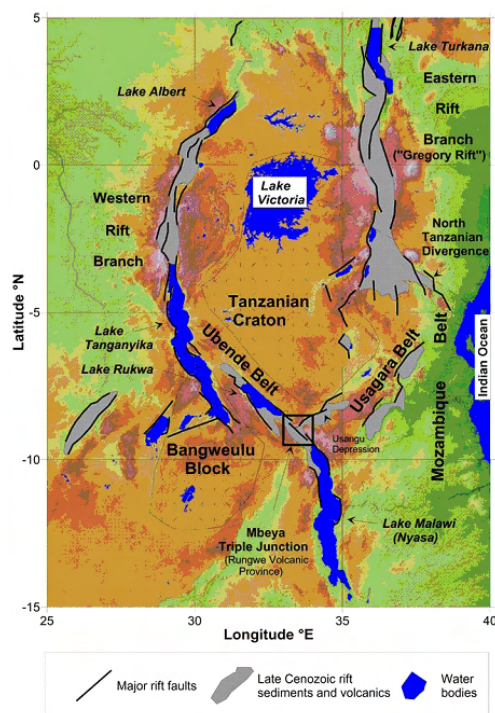 5
0
-5
-10
-15
Latitude °N
25
30
35
40
Longitude °E
Lake Turkana
Eastern
Rift
Branch
("Gregory Rift")
Lake Albert
Lake
Victoria
Western
Rift
Branch
North
Tanzanian
Divergence
Tanzanian
Craton
Lake
Tanganyika
Lake Rukwa
Ubende Belt
Usagara Belt
Mozambique Belt
Indian Ocean
Usangu
Depression
Bangweulu
Block
Mbeya
Triple Junction
(Rungwe Volcanic
Province)
Lake Malawi
(Nyasa)
Major rift faults
Late Cenozoic rift
sediments and volcanics
Water
bodies